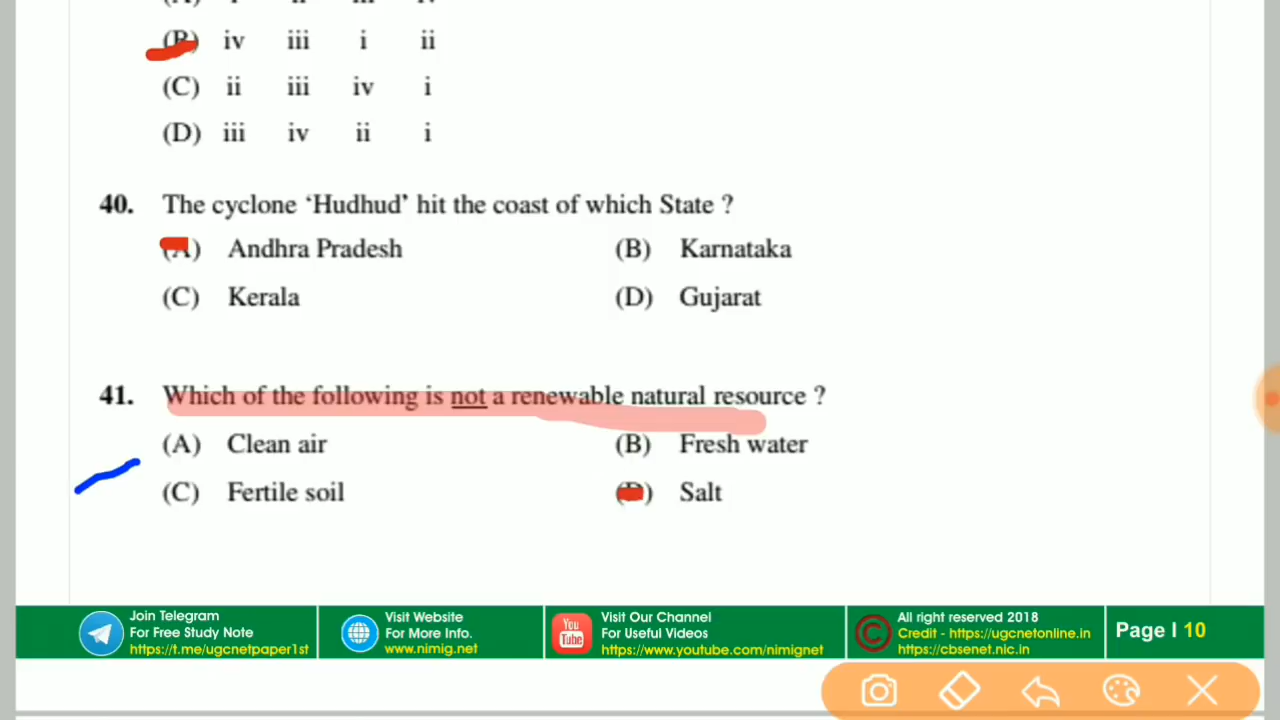 (B) iv iii i ii
(C) ii iii iv i
(D) iii iv ii i
40. The cyclone ‘Hudhud’ hit the coast of which State ?
(A) Andhra Pradesh (B) Karnataka
(C) Kerala (D) Gujarat
41. Which of the following is not a renewable natural resource ?
(A) Clean air (B) Fresh water
(C) Fertile soil (D) Salt
Join Telegram
For Free Study Note
https://t.me/ugcnetpaper1st
Visit Website
For More Info.
www.nimig.net
You
Tube
Visit Our Channel
For Useful Videos
https://www.youtube.com/nimignet
C
All right reserved 2018
Credit - https://ugcnetonline.in
https://cbsenet.nic.in
Page I 10